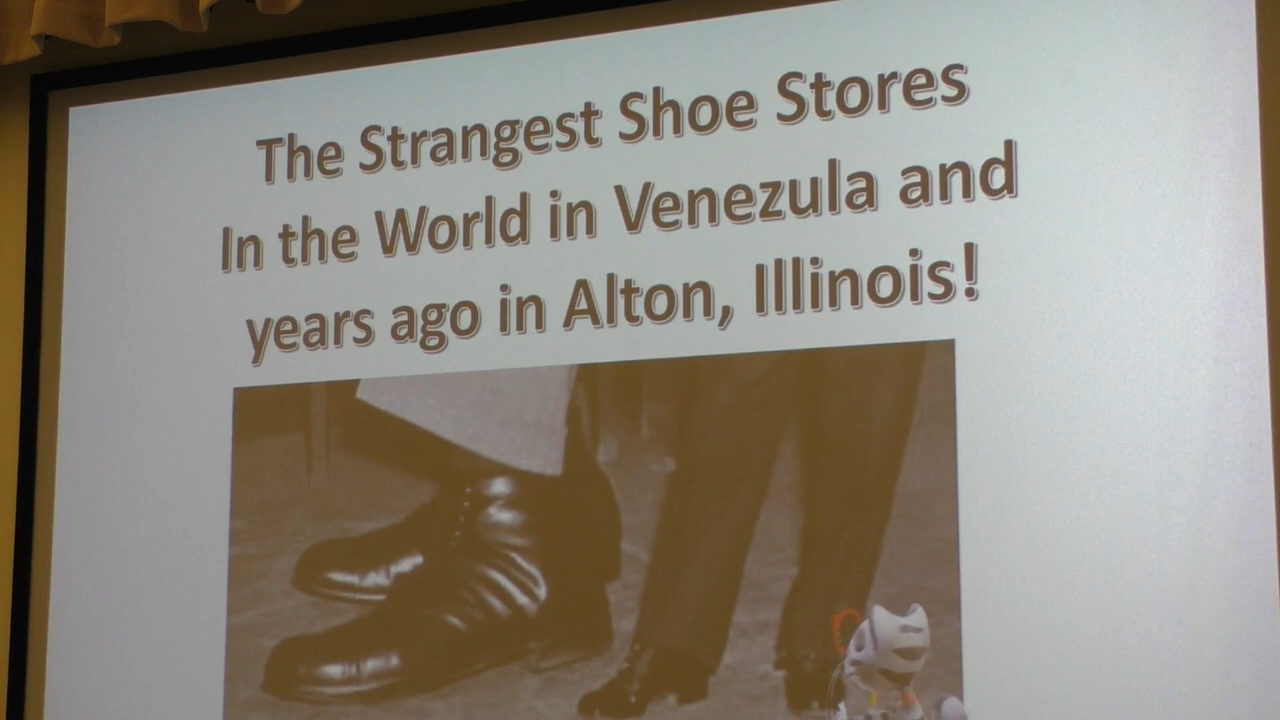 The Strangest Shoe Stores
In the World in Venezula and
years ago in Alton, Illinois!